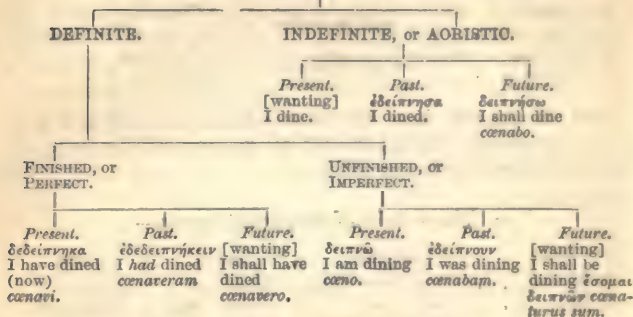 DEFINITE. INDEFINITE, or AORISTIC.
Present. Past. Future.
[wanting] ἐδείπνησα δειπνήσω
I dine. I dined. I shall dine
cœnabo.
FINISHED, or UNFINISHED, or
PERFECT. IMPERFECT.
Present. Past. Future. Present. Past. Future.
δεδείπνηκα ἐδεδειπνήκειν [wanting] δειπνῶ ἐδείπνουν [wanting]
I have dined I had dined I shall have I am dining I was dining I shall be
(now) cœnaveram dined cœno. cœnabam. dining ἔσομαι
cœnavi. cœnavero. δειπνῶν cœna-
turus sum.